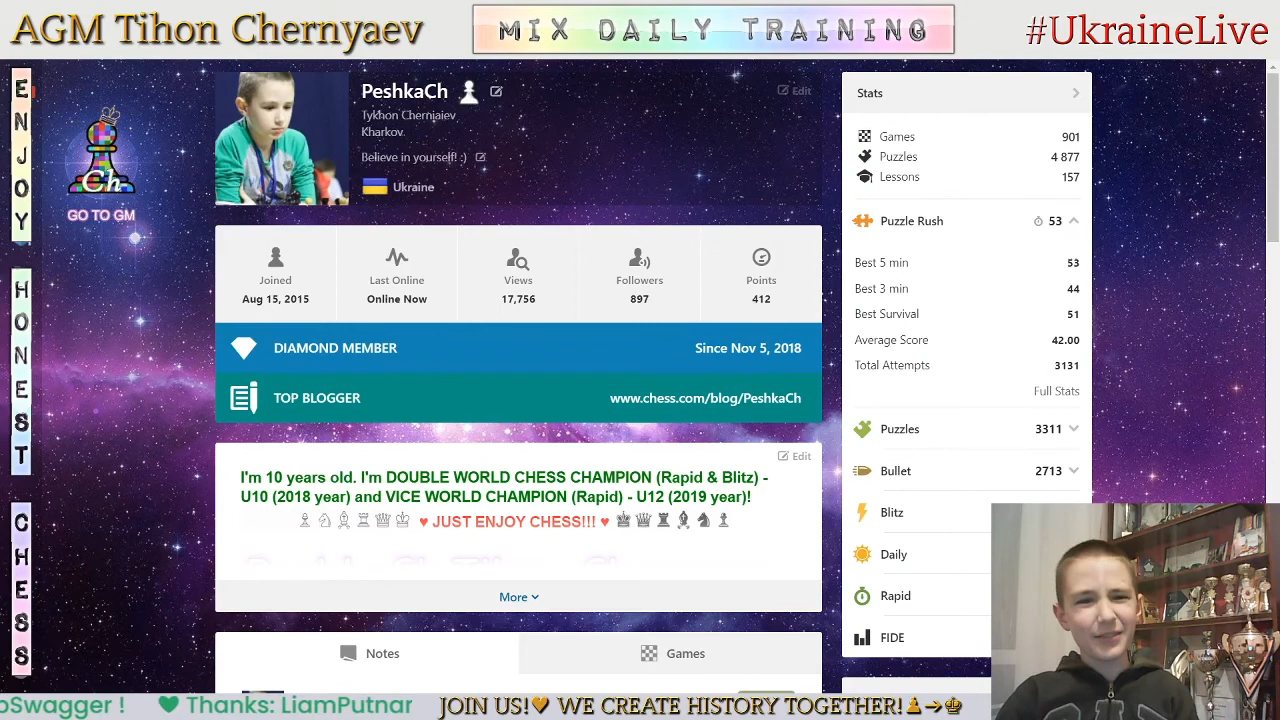 AGM Tihon Chernyaev
MIX DAILY TRAINING
#UkraineLive
ENJOY
HONEST
CHESS
Ch
GO TO GM
PeshkaCh
Edit
Tykhon Cherniaiev
Kharkov.
Believe in yourself! :)
Ukraine
Joined
Aug 15, 2015
Last Online
Online Now
Views
17,756
Followers
897
Points
412
DIAMOND MEMBER
Since Nov 5, 2018
TOP BLOGGER
www.chess.com/blog/PeshkaCh
Edit
I'm 10 years old. I'm DOUBLE WORLD CHESS CHAMPION (Rapid & Blitz) -
U10 (2018 year) and VICE WORLD CHAMPION (Rapid) - U12 (2019 year)!
♗♘♗♖♕♔ ♥ JUST ENJOY CHESS!!! ♥ ♚♛♜♝♞♝
More
Notes
Games
Stats
Games 901
Puzzles 4 877
Lessons 157
Puzzle Rush 53
Best 5 min 53
Best 3 min 44
Best Survival 51
Average Score 42.00
Total Attempts 3131
Full Stats
Puzzles 3311
Bullet 2713
Blitz
Daily
Rapid
FIDE
oSwagger ! ♥ Thanks: LiamPutnar
JOIN US!♥ WE CREATE HISTORY TOGETHER!♟→♚